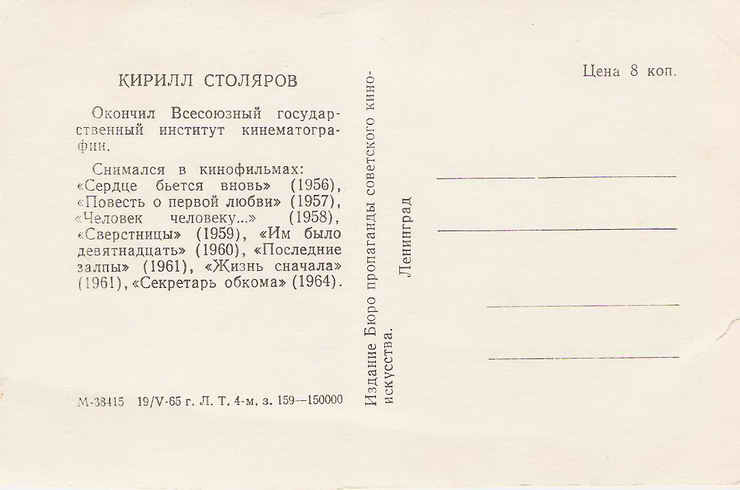 КИРИЛЛ СТОЛЯРОВ
Окончил Всесоюзный государ-
ственный институт кинематогра-
фии.
Снимался в кинофильмах:
«Сердце бьется вновь» (1956),
«Повесть о первой любви» (1957),
«Человек человеку...» (1958),
«Сверстницы» (1959), «Им было
девятнадцать» (1960), «Последние
залпы» (1961), «Жизнь сначала»
(1961), «Секретарь обкома» (1964).
М-38415 19/V-65 г. Л. Т. 4-м. з. 159—150000
Издание Бюро пропаганды советского кино-
искусства.
Ленинград
Цена 8 коп.